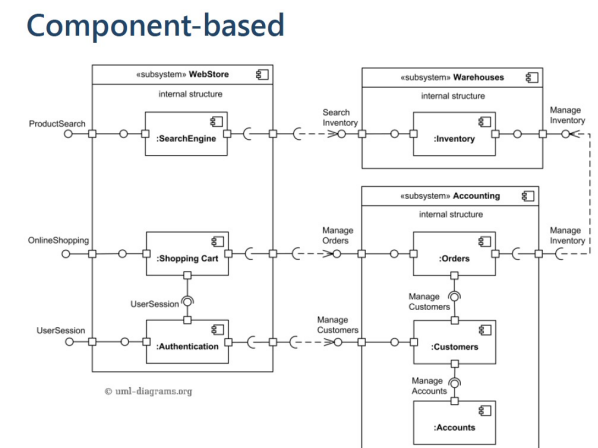 Component-based
«subsystem» WebStore
internal structure
ProductSearch
:SearchEngine
OnlineShopping
:Shopping Cart
UserSession
UserSession
:Authentication
© uml-diagrams.org
Search
Inventory
«subsystem» Warehouses
internal structure
:Inventory
Manage
Inventory
«subsystem» Accounting
internal structure
Manage
Orders
:Orders
Manage
Inventory
Manage
Customers
Manage
Customers
:Customers
Manage
Accounts
:Accounts